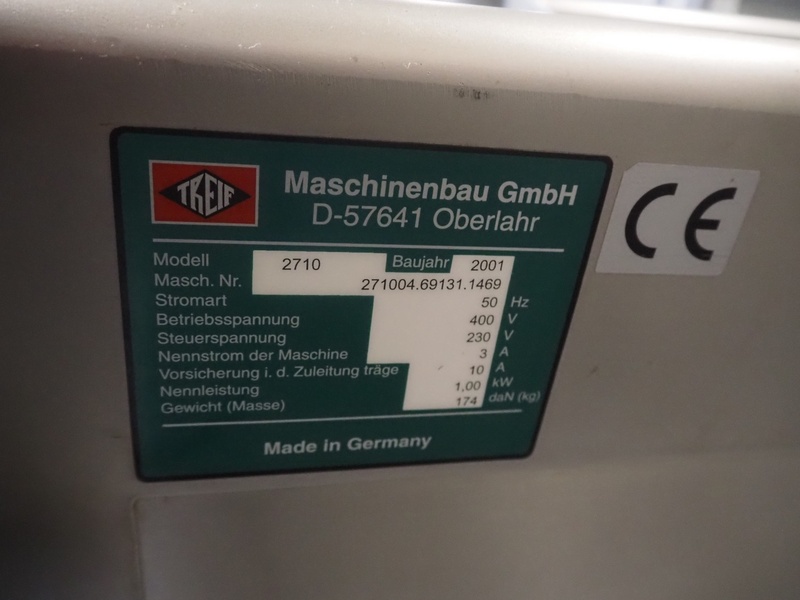 TREIF
Maschinenbau GmbH
D-57641 Oberlahr
Modell 2710 Baujahr 2001
Masch. Nr. 271004.69131.1469
Stromart 50 Hz
Betriebsspannung 400 V
Steuerspannung 230 V
Nennstrom der Maschine 3 A
Vorsicherung i. d. Zuleitung träge 10 A
Nennleistung 1,00 kW
Gewicht (Masse) 174 daN (kg)
Made in Germany
CE